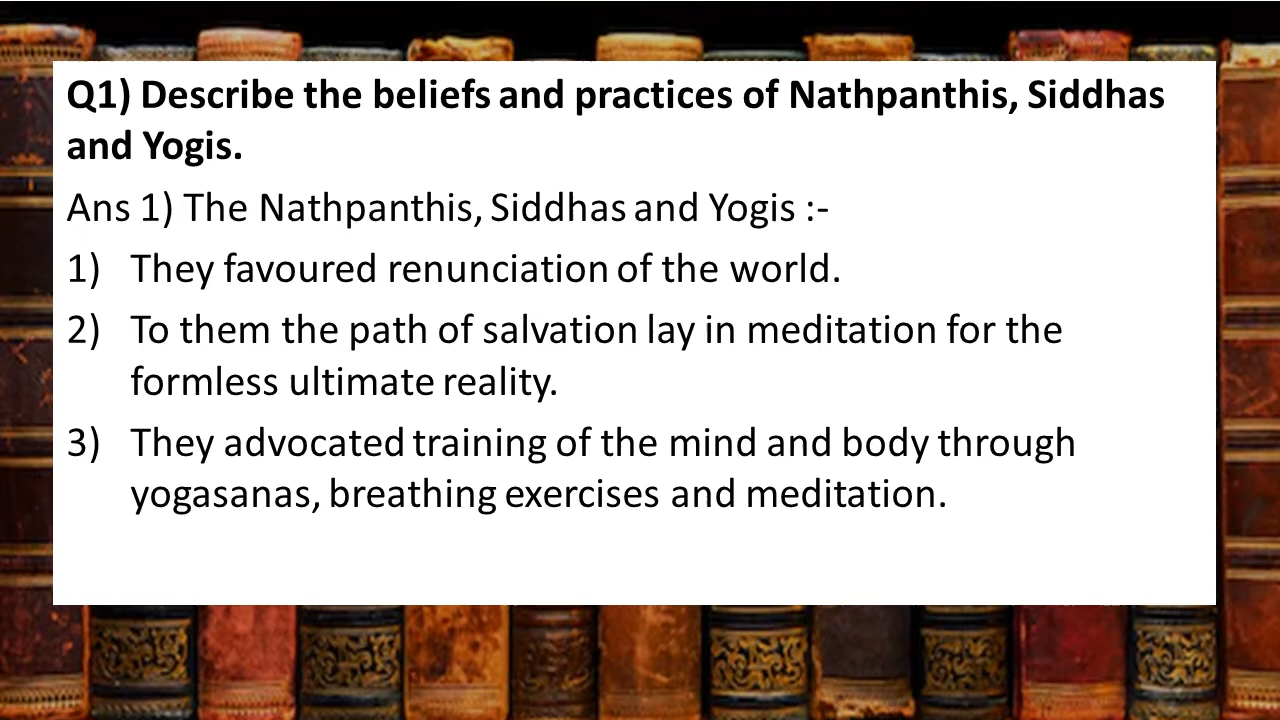 Q1) Describe the beliefs and practices of Nathpanthis, Siddhas
and Yogis.
Ans 1) The Nathpanthis, Siddhas and Yogis :-
1) They favoured renunciation of the world.
2) To them the path of salvation lay in meditation for the
formless ultimate reality.
3) They advocated training of the mind and body through
yogasanas, breathing exercises and meditation.